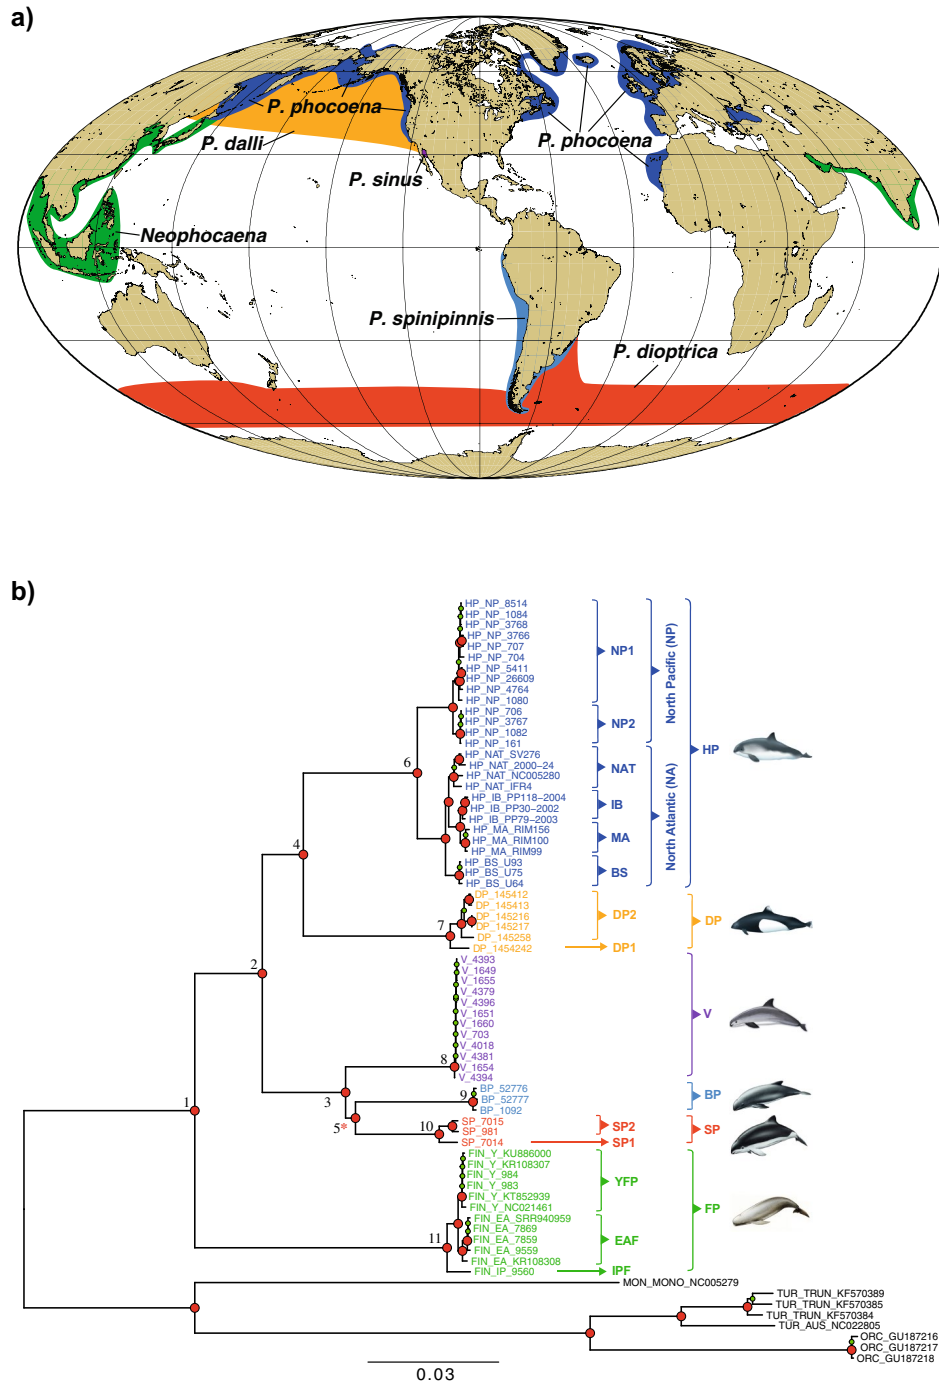 a)
P. phocoena
P. dalli
P. phocoena
P. sinus
Neophocaena
P. spinipinnis
P. dioptrica
b)
HP_NP_8514
HP_NP_1084
HP_NP_3768
HP_NP_3766
HP_NP_707
HP_NP_704
HP_NP_5411
HP_NP_26609
HP_NP_4764
HP_NP_1080
HP_NP_706
HP_NP_3767
HP_NP_1082
HP_NP_161
HP_NAT_SV276
HP_NAT_2000-24
HP_NAT_NC005280
HP_NAT_IFR4
HP_IB_PP118-2004
HP_IB_PP30-2002
HP_IB_PP79-2003
HP_MA_RIM156
HP_MA_RIM100
HP_MA_RIM99
HP_BS_U93
HP_BS_U75
HP_BS_U64
DP_145412
DP_145413
DP_145216
DP_145217
DP_145258
DP_1454242
V_4393
V_1649
V_1655
V_4379
V_4396
V_1651
V_1660
V_703
V_4018
V_4381
V_1654
V_4394
BP_52776
BP_52777
BP_1092
SP_7015
SP_981
SP_7014
FIN_Y_KU886000
FIN_Y_KR108307
FIN_Y_984
FIN_Y_983
FIN_Y_KT852939
FIN_Y_NC021461
FIN_EA_SRR940959
FIN_EA_7869
FIN_EA_7859
FIN_EA_9559
FIN_EA_KR108308
FIN_IP_9560
MON_MONO_NC005279
TUR_TRUN_KF570389
TUR_TRUN_KF570385
TUR_TRUN_KF570384
TUR_AUS_NC022805
ORC_GU187216
ORC_GU187217
ORC_GU187218
NP1
NP2
NAT
IB
MA
BS
DP2
DP1
SP2
SP1
YFP
EAF
IPF
North Pacific (NP)
North Atlantic (NA)
HP
DP
V
BP
SP
FP
1
2
3
4
5*
6
7
8
9
10
11
0.03